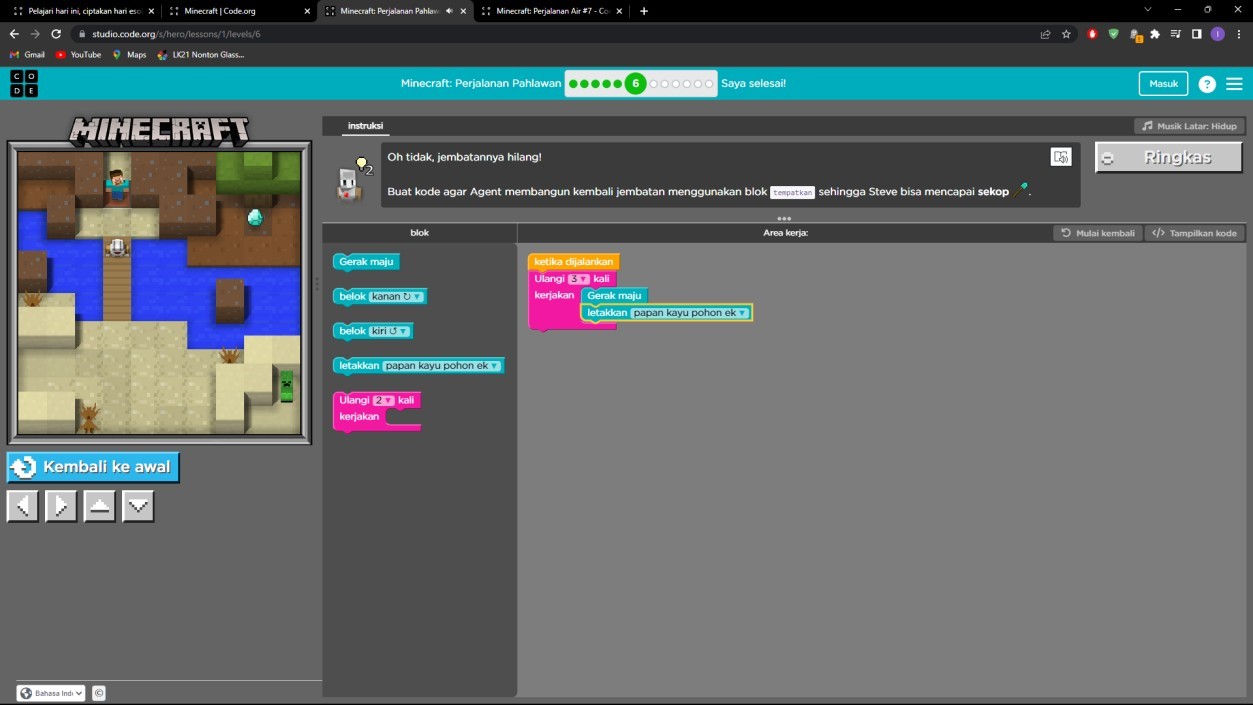 Pelajari hari ini, ciptakan hari eso
Minecraft | Code.org
Minecraft: Perjalanan Pahlaw
Minecraft: Perjalanan Air #7 - Co
studio.code.org/s/hero/lessons/1/levels/6
Gmail
YouTube
Maps
LK21 Nonton Glass...
C O
D E
Minecraft: Perjalanan Pahlawan
6
Saya selesai!
Masuk
?
MINECRAFT
instruksi
Musik Latar: Hidup
2
Oh tidak, jembatannya hilang!
Buat kode agar Agent membangun kembali jembatan menggunakan blok tempatkan sehingga Steve bisa mencapai sekop .
Ringkas
blok
Area kerja:
Mulai kembali
</> Tampilkan kode
Gerak maju
belok kanan ↻
belok kiri ↺
letakkan papan kayu pohon ek
Ulangi 2 kali
kerjakan
ketika dijalankan
Ulangi 3 kali
kerjakan Gerak maju
letakkan papan kayu pohon ek
Kembali ke awal
Bahasa Ind
©